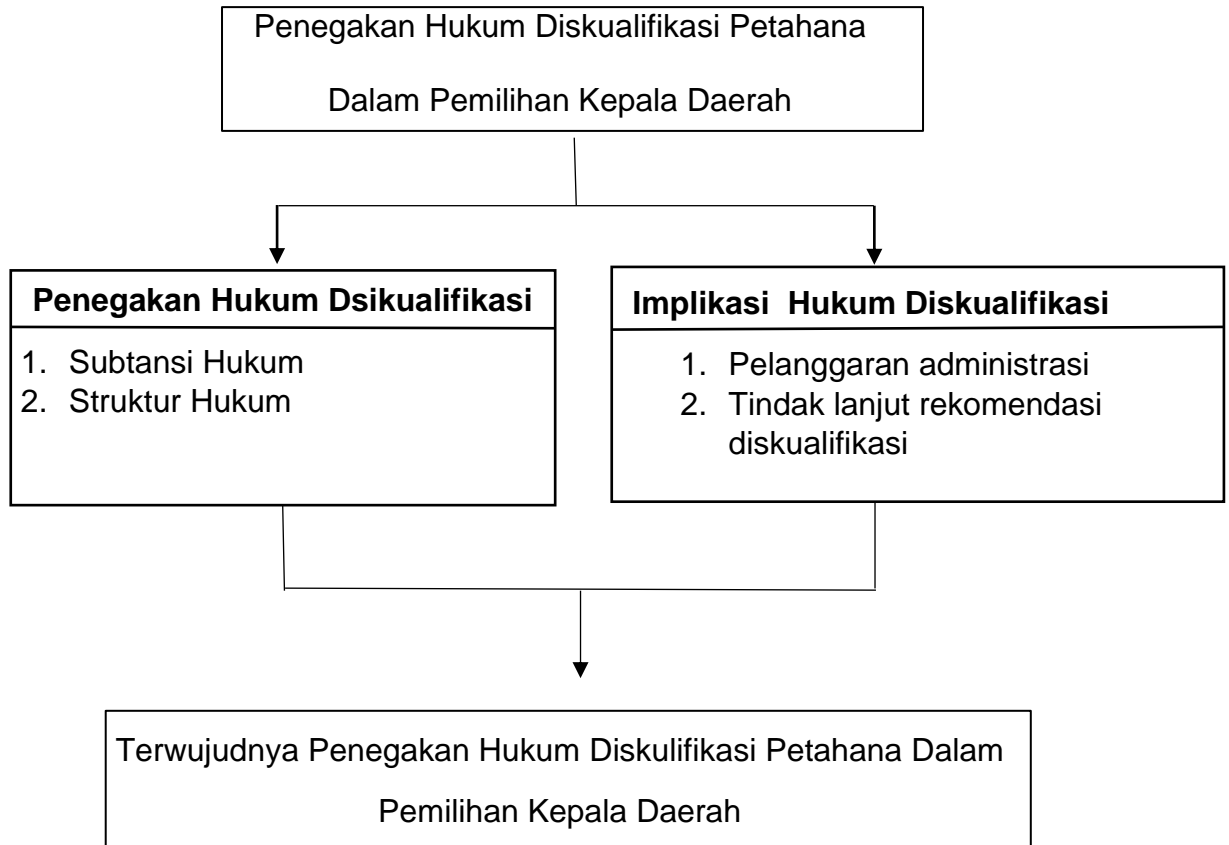 Penegakan Hukum Diskualifikasi Petahana
Dalam Pemilihan Kepala Daerah
Penegakan Hukum Dsikualifikasi
1. Subtansi Hukum
2. Struktur Hukum
Implikasi  Hukum Diskualifikasi
1. Pelanggaran administrasi
2. Tindak lanjut rekomendasi
diskualifikasi
Terwujudnya Penegakan Hukum Diskulifikasi Petahana Dalam
Pemilihan Kepala Daerah